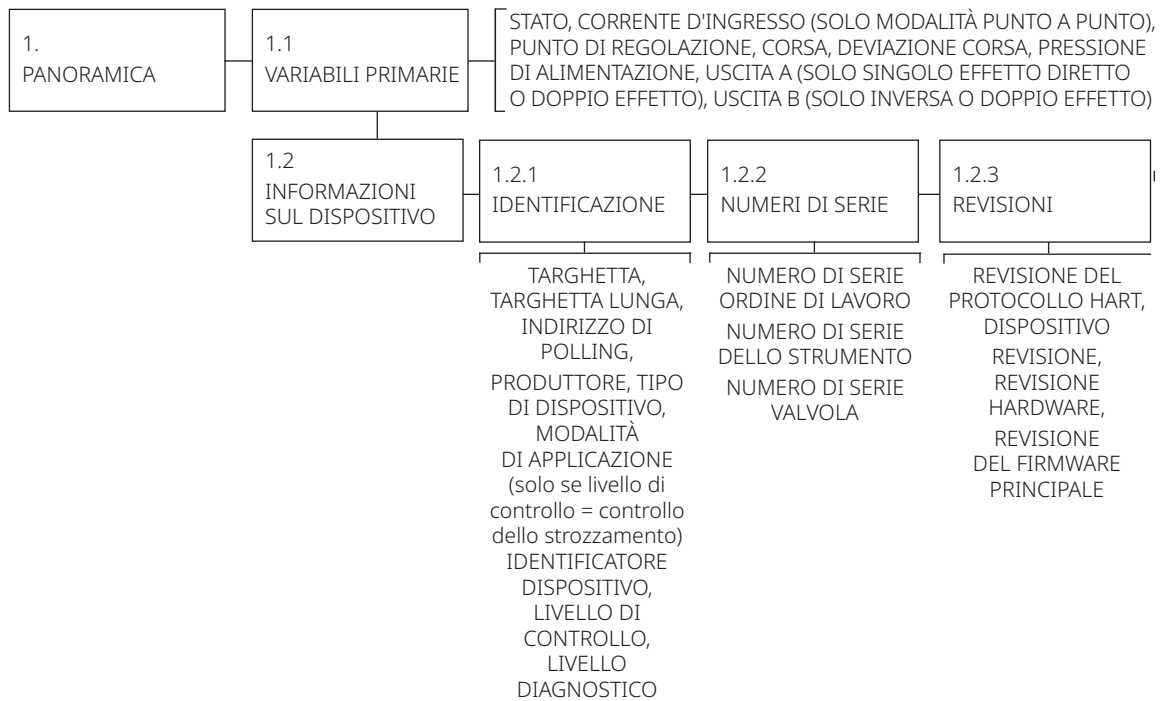 1.
PANORAMICA
1.1
VARIABILI PRIMARIE
STATO, CORRENTE D'INGRESSO (SOLO MODALITÀ PUNTO A PUNTO),
PUNTO DI REGOLAZIONE, CORSA, DEVIAZIONE CORSA, PRESSIONE
DI ALIMENTAZIONE, USCITA A (SOLO SINGOLO EFFETTO DIRETTO
O DOPPIO EFFETTO), USCITA B (SOLO INVERSA O DOPPIO EFFETTO)
1.2
INFORMAZIONI
SUL DISPOSITIVO
1.2.1
IDENTIFICAZIONE
1.2.2
NUMERI DI SERIE
1.2.3
REVISIONI
TARGHETTA,
TARGHETTA LUNGA,
INDIRIZZO DI
POLLING,
PRODUTTORE, TIPO
DI DISPOSITIVO,
MODALITÀ
DI APPLICAZIONE
(solo se livello di
controllo = controllo
dello strozzamento)
IDENTIFICATORE
DISPOSITIVO,
LIVELLO DI
CONTROLLO,
LIVELLO
DIAGNOSTICO
NUMERO DI SERIE
ORDINE DI LAVORO
NUMERO DI SERIE
DELLO STRUMENTO
NUMERO DI SERIE
VALVOLA
REVISIONE DEL
PROTOCOLLO HART,
DISPOSITIVO
REVISIONE,
REVISIONE
HARDWARE,
REVISIONE
DEL FIRMWARE
PRINCIPALE